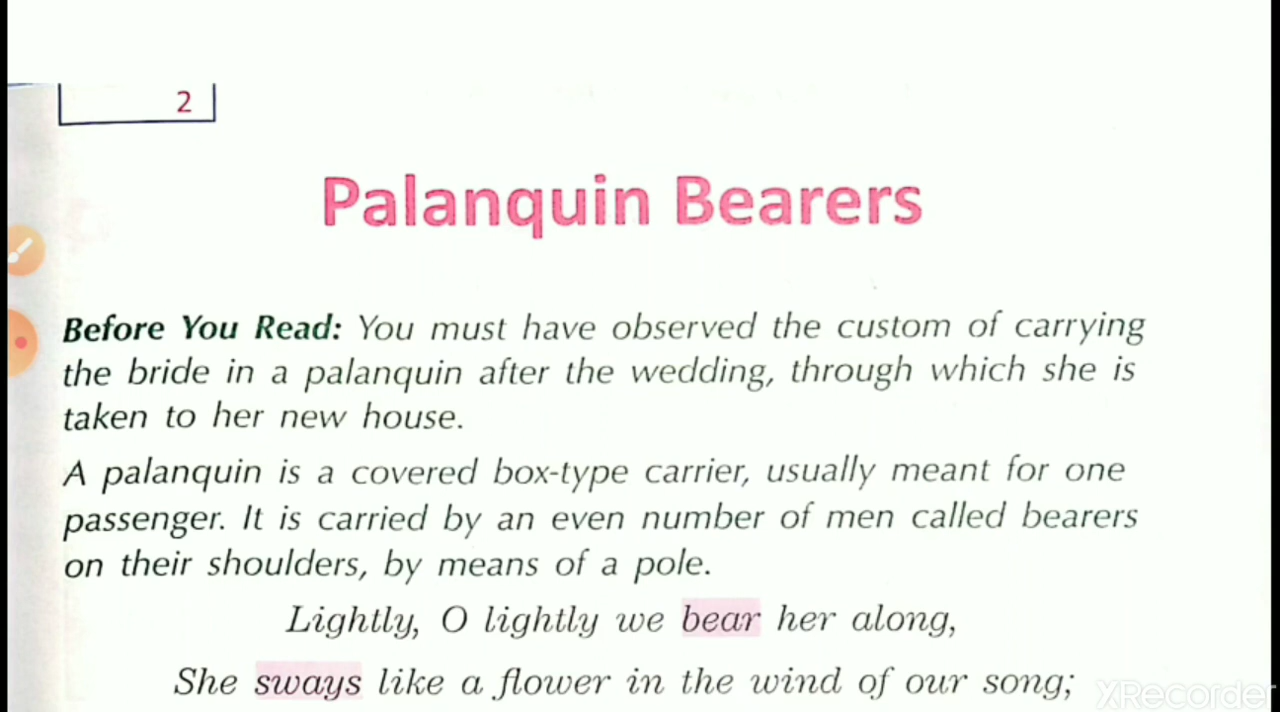 2
Palanquin Bearers
Before You Read: You must have observed the custom of carrying
the bride in a palanquin after the wedding, through which she is
taken to her new house.
A palanquin is a covered box-type carrier, usually meant for one
passenger. It is carried by an even number of men called bearers
on their shoulders, by means of a pole.
Lightly, O lightly we bear her along,
She sways like a flower in the wind of our song;
XRecorder